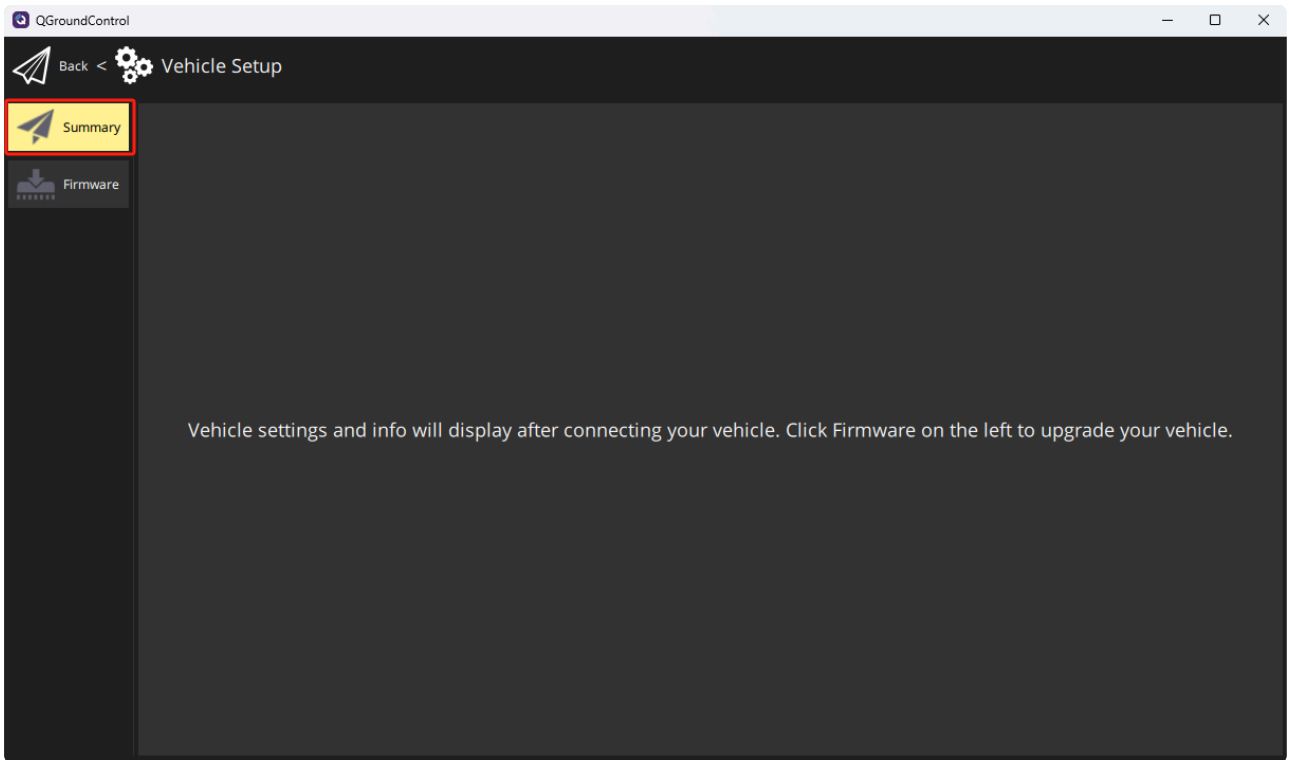 QGroundControl
Back < Vehicle Setup
Summary
Firmware
Vehicle settings and info will display after connecting your vehicle. Click Firmware on the left to upgrade your vehicle.